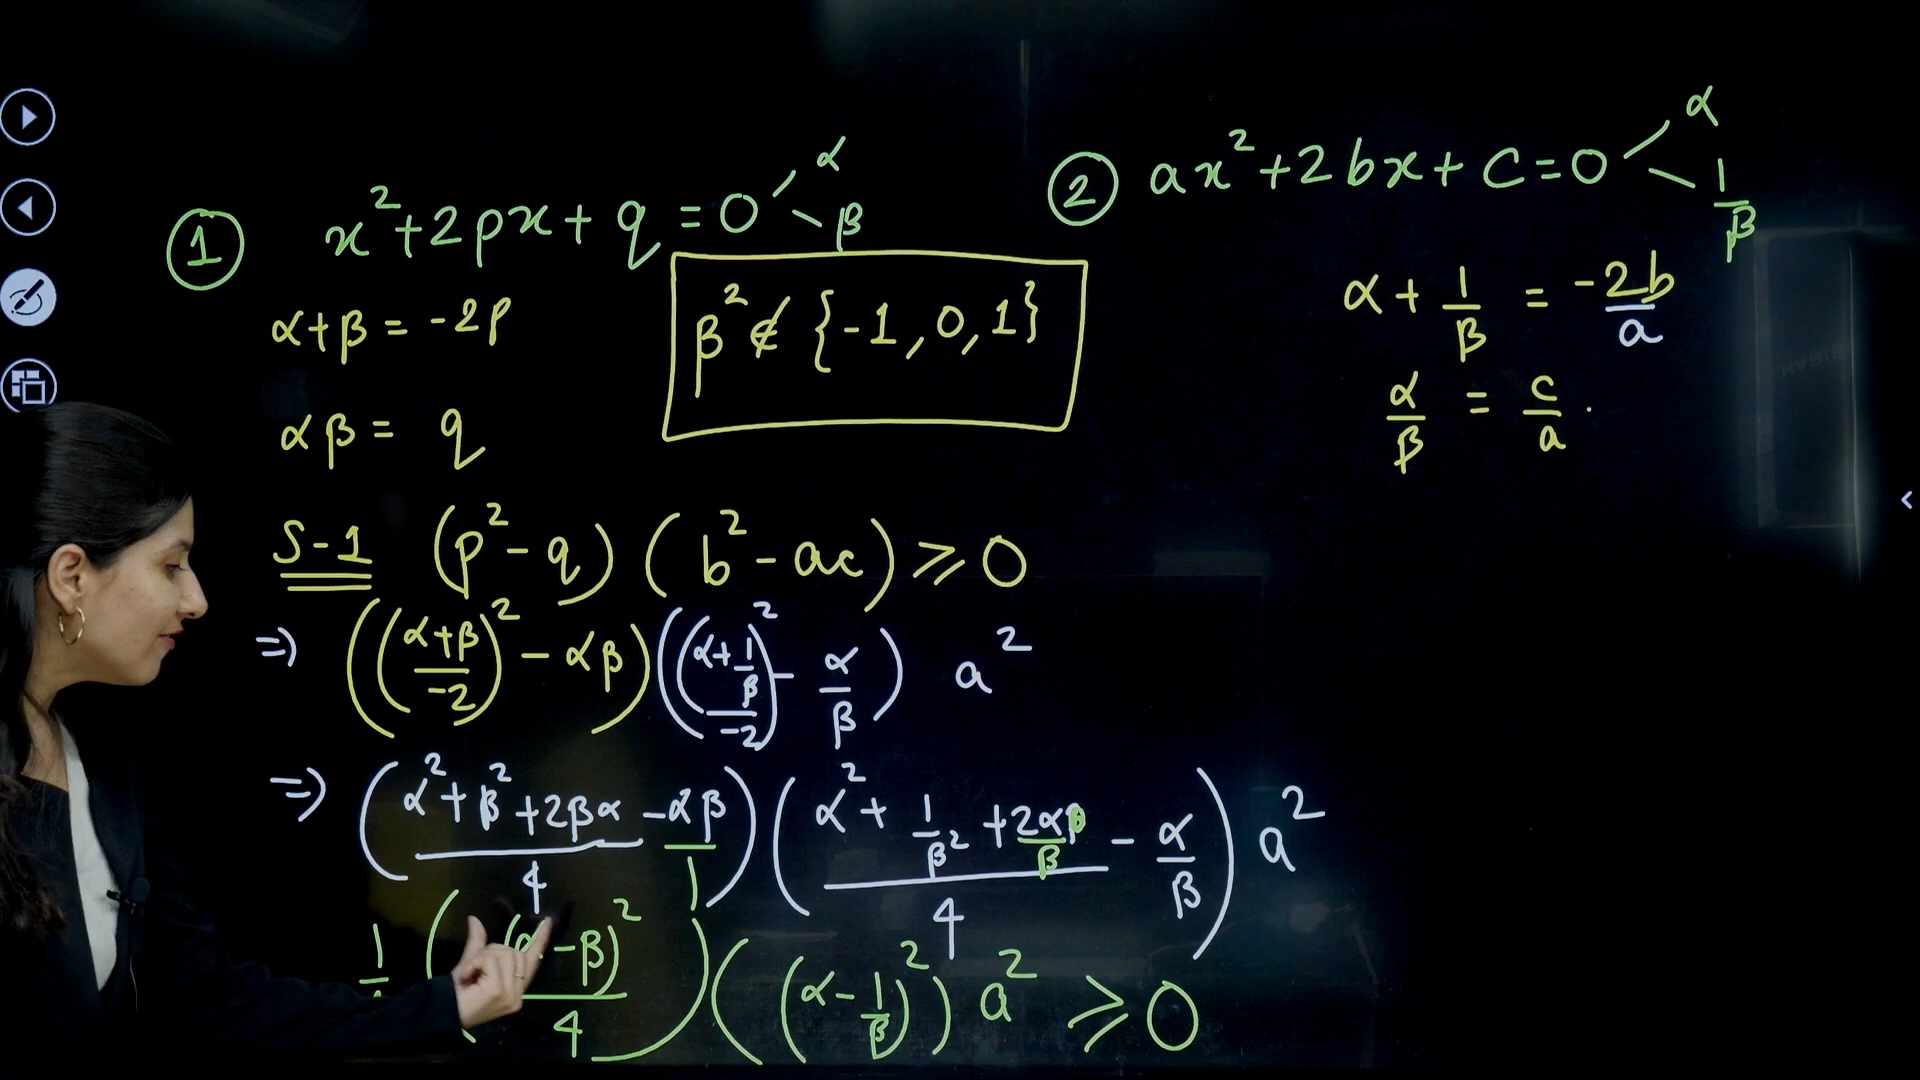 ① x²+2px+q=0 α β
② ax²+2bx+c=0 α 1/β
α+β = -2p
β² ∉ {-1,0,1}
α + 1/β = -2b/a
αβ = q
α/β = c/a .
S-1 (p²-q)(b²-ac) ⩾ 0
⇒ (((α+β)/-2)² - αβ)(((α+1/β)/-2)² - α/β) a²
⇒ ((α²+β²+2βα)/4 - αβ/1)((α² + 1/β² + 2α/β)/4 - α/β) a²
((α-β)²/4)((α-1/β)²) a² ⩾ 0